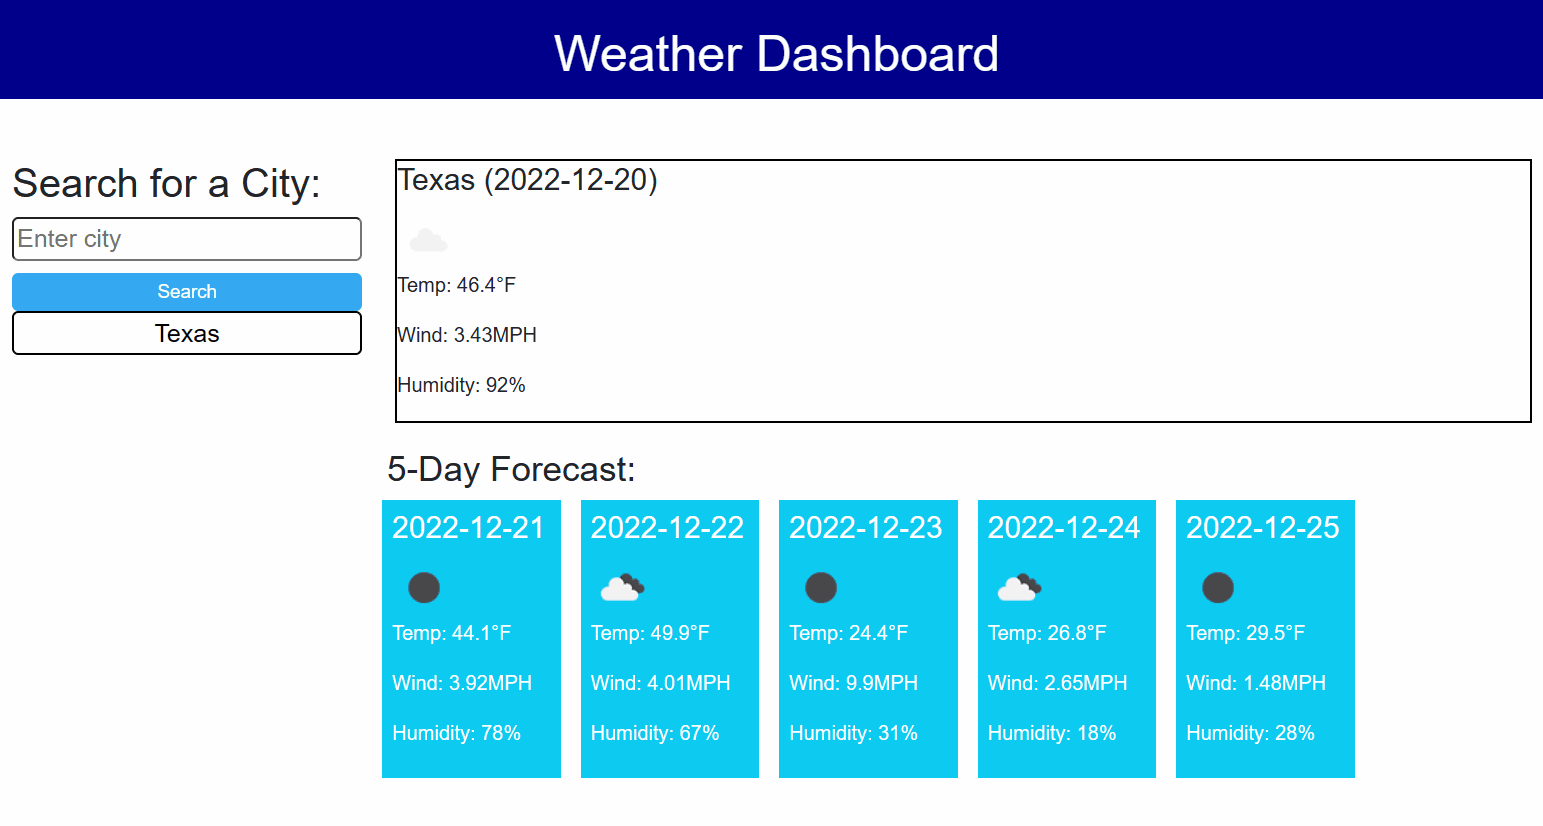 Weather Dashboard
Search for a City:
Enter city
Search
Texas
Texas (2022-12-20)
Temp: 46.4°F
Wind: 3.43MPH
Humidity: 92%
5-Day Forecast:
2022-12-21
Temp: 44.1°F
Wind: 3.92MPH
Humidity: 78%
2022-12-22
Temp: 49.9°F
Wind: 4.01MPH
Humidity: 67%
2022-12-23
Temp: 24.4°F
Wind: 9.9MPH
Humidity: 31%
2022-12-24
Temp: 26.8°F
Wind: 2.65MPH
Humidity: 18%
2022-12-25
Temp: 29.5°F
Wind: 1.48MPH
Humidity: 28%